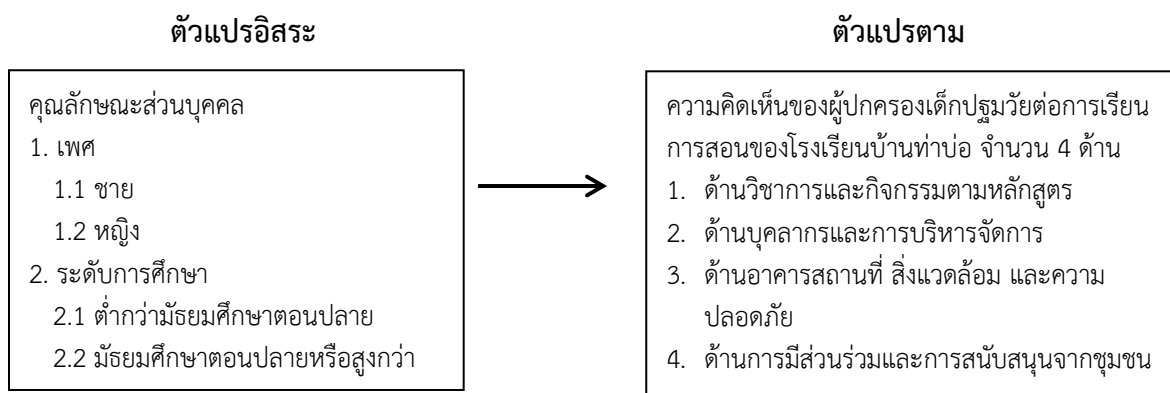 ตัวแปรอิสระ
คุณลักษณะส่วนบุคคล
1. เพศ
1.1 ชาย
1.2 หญิง
2. ระดับการศึกษา
2.1 ต่ำกว่ามัธยมศึกษาตอนปลาย
2.2 มัธยมศึกษาตอนปลายหรือสูงกว่า
ตัวแปรตาม
ความคิดเห็นของผู้ปกครองเด็กปฐมวัยต่อการเรียน
การสอนของโรงเรียนบ้านท่าบ่อ จำนวน 4 ด้าน
1. ด้านวิชาการและกิจกรรมตามหลักสูตร
2. ด้านบุคลากรและการบริหารจัดการ
3. ด้านอาคารสถานที่ สิ่งแวดล้อม และความ
ปลอดภัย
4. ด้านการมีส่วนร่วมและการสนับสนุนจากชุมชน